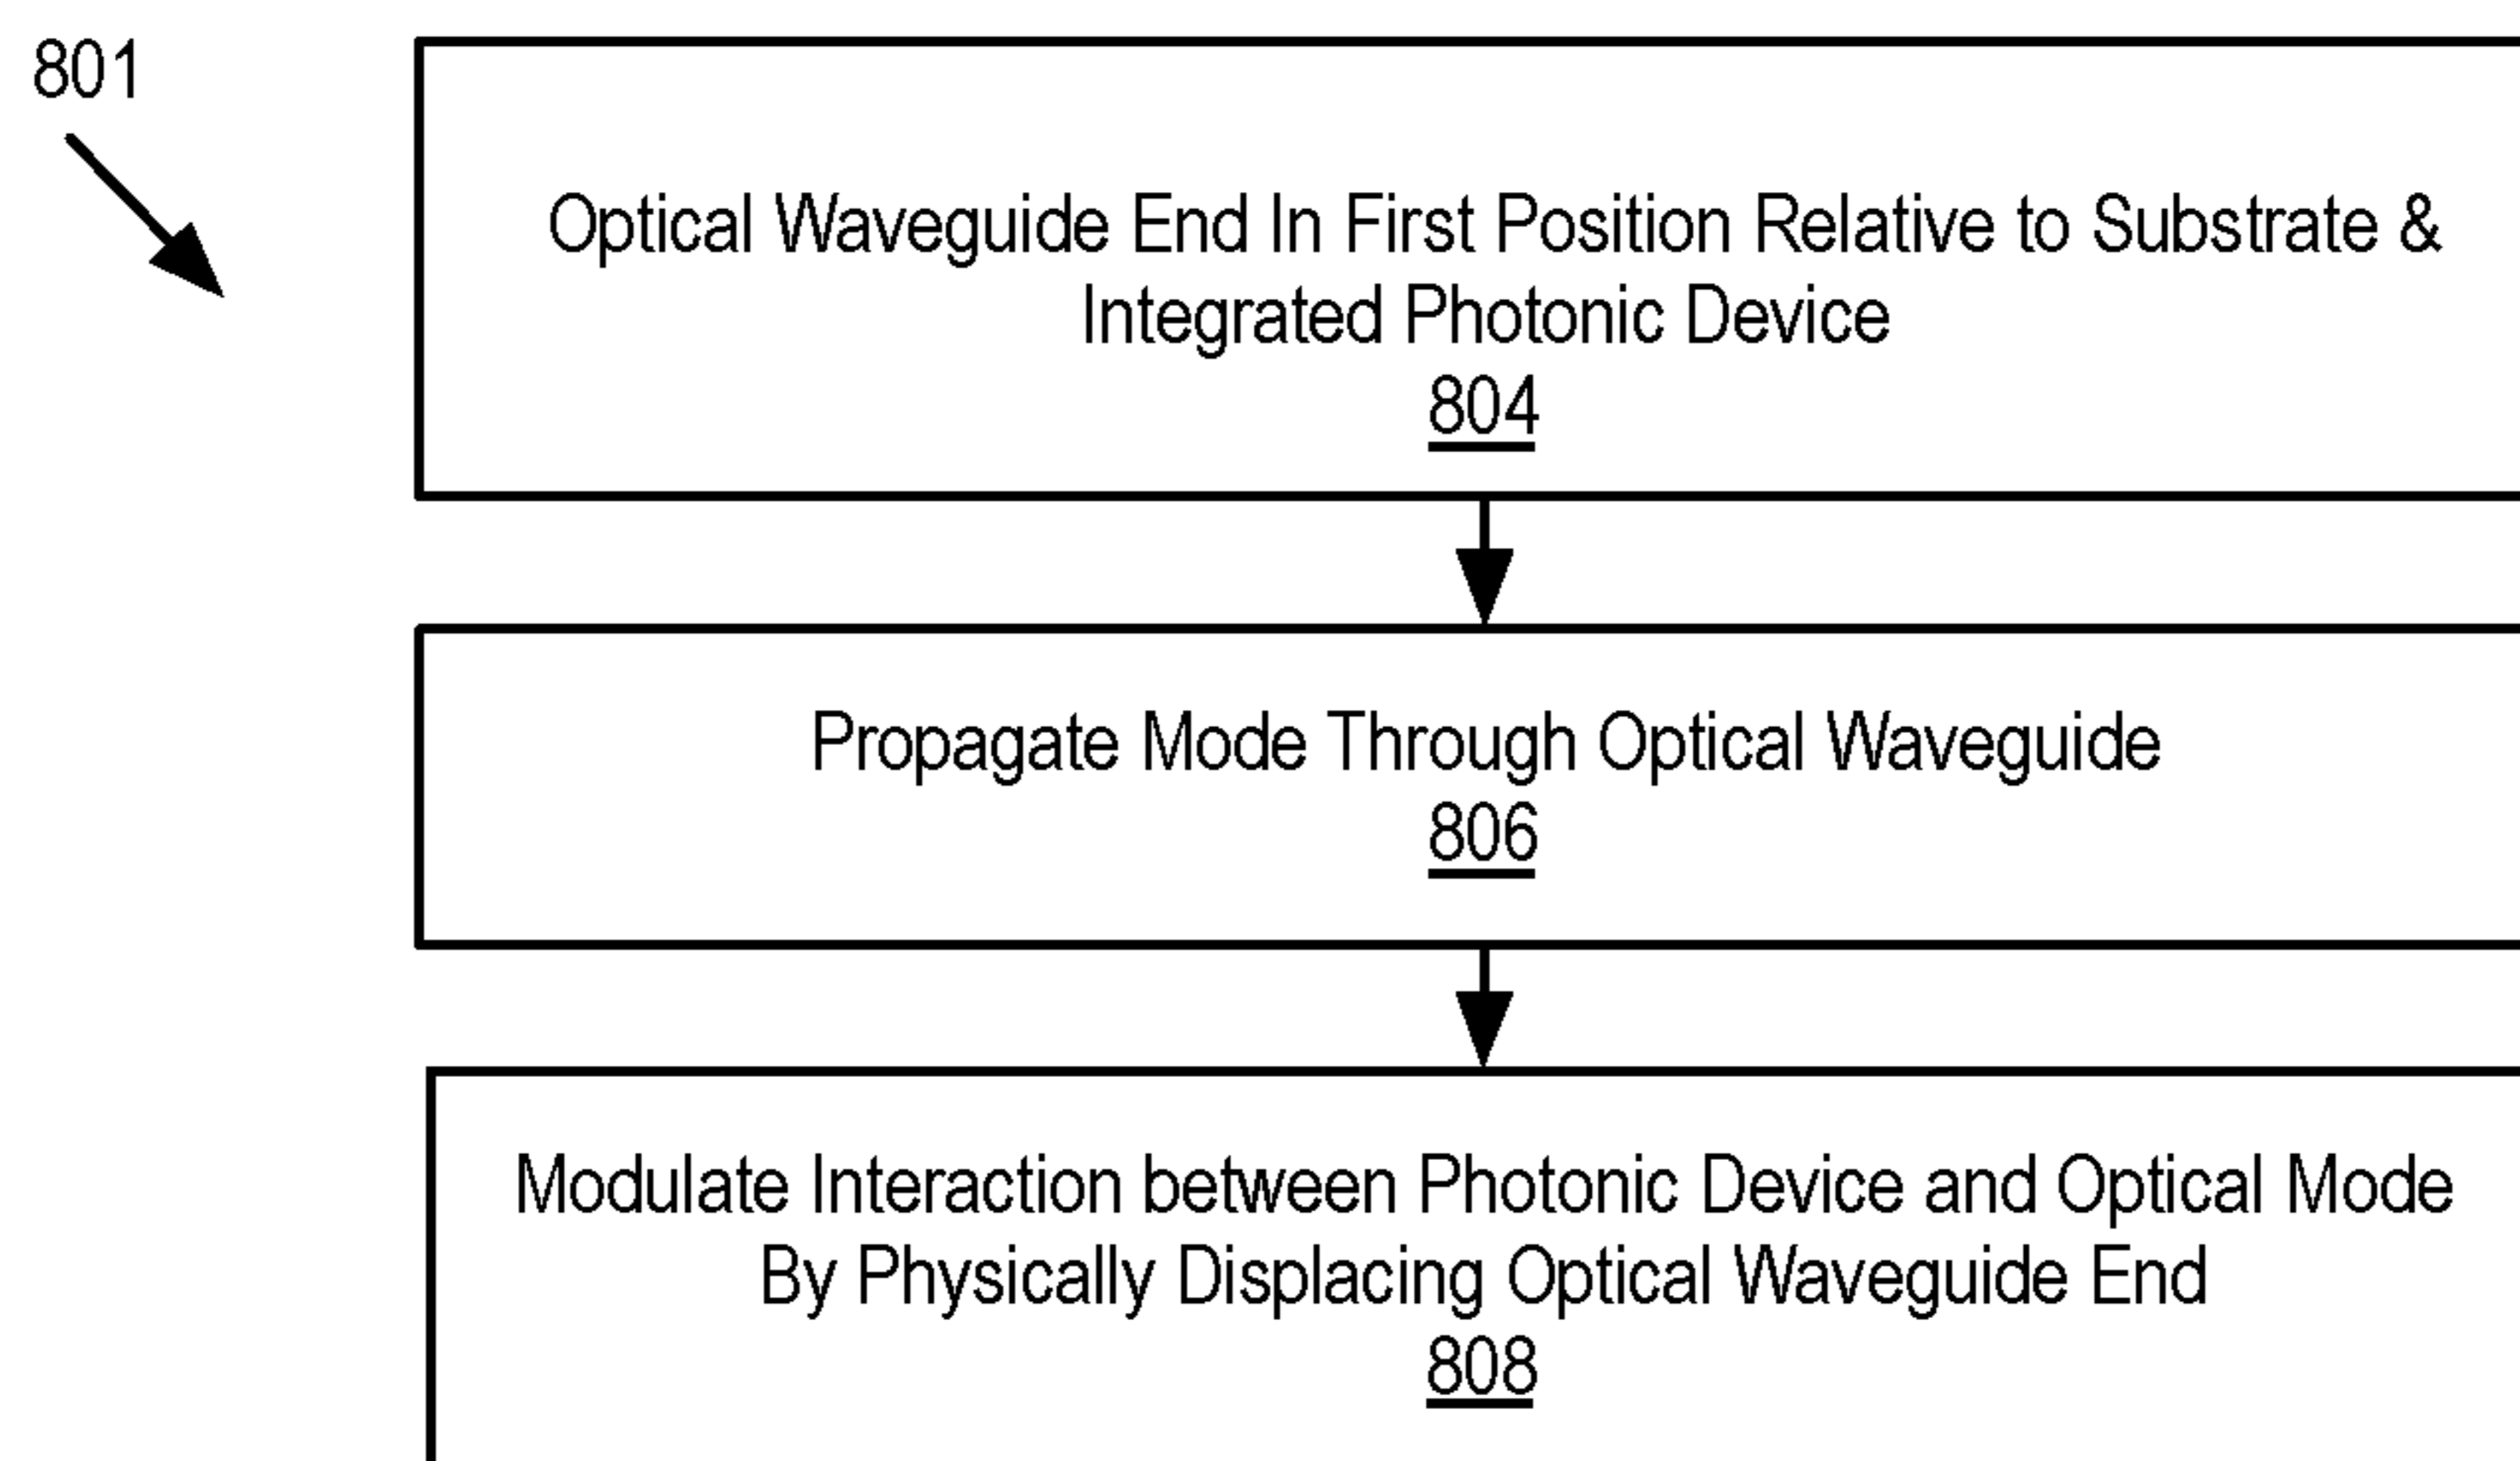 801
Optical Waveguide End In First Position Relative to Substrate &
Integrated Photonic Device
804
Propagate Mode Through Optical Waveguide
806
Modulate Interaction between Photonic Device and Optical Mode
By Physically Displacing Optical Waveguide End
808